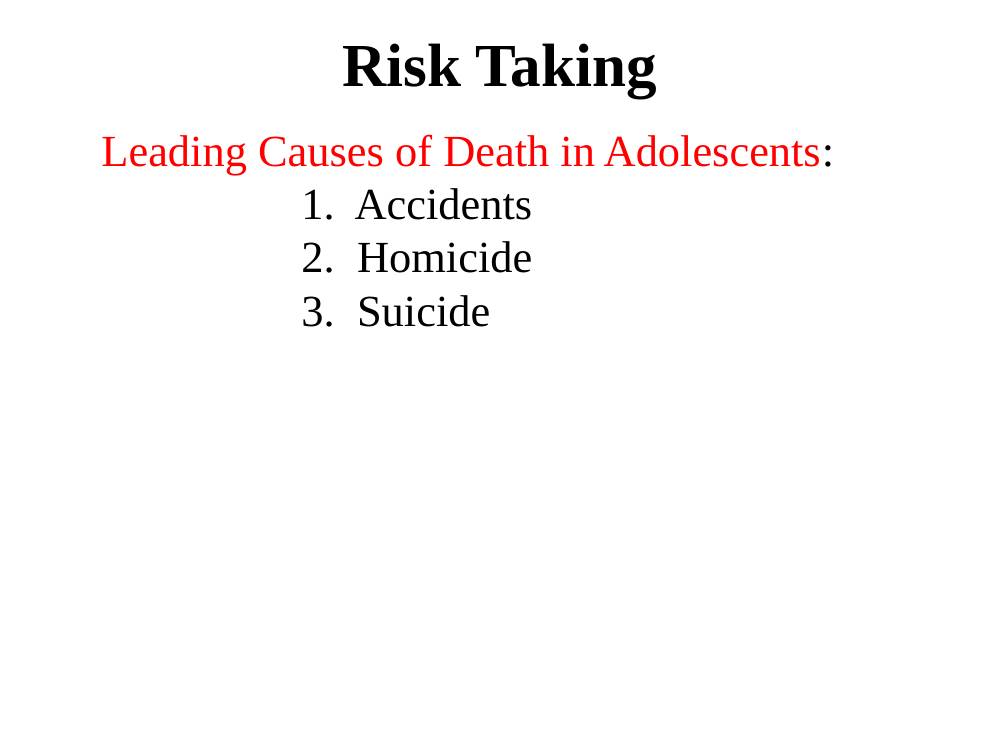 Risk Taking
Leading Causes of Death in Adolescents:
1. Accidents
2. Homicide
3. Suicide